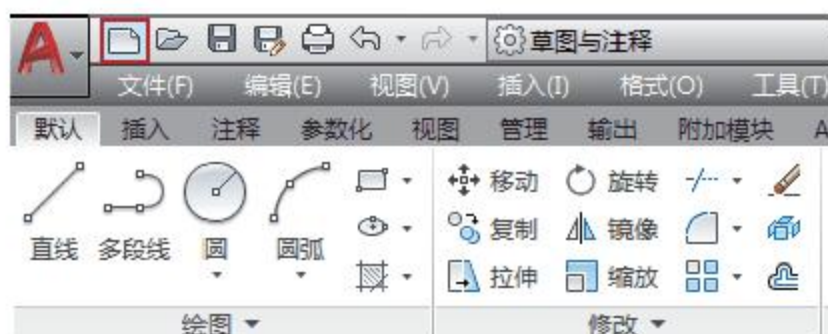 草图与注释
文件(F) 编辑(E) 视图(V) 插入(I) 格式(O) 工具(T)
默认 插入 注释 参数化 视图 管理 输出 附加模块 A
移动 旋转
直线 多段线 圆 圆弧 复制 镜像
拉伸 缩放
绘图 修改